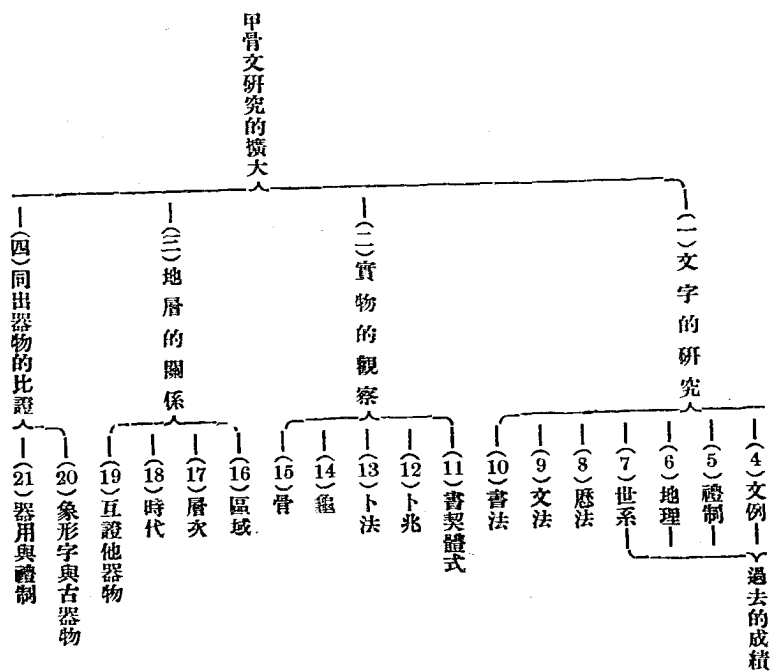 甲骨文研究的擴大
(一)文字的研究
(4)文例
(5)禮制
(6)地理
(7)世系
過去的成績
(8)曆法
(9)文法
(10)書法
(二)實物的觀察
(11)書契體式
(12)卜兆
(13)卜法
(14)龜
(15)骨
(三)地層的關係
(16)區域
(17)層次
(18)時代
(19)互證他器物
(四)同出器物的比證
(20)象形字與古器物
(21)器用與禮制